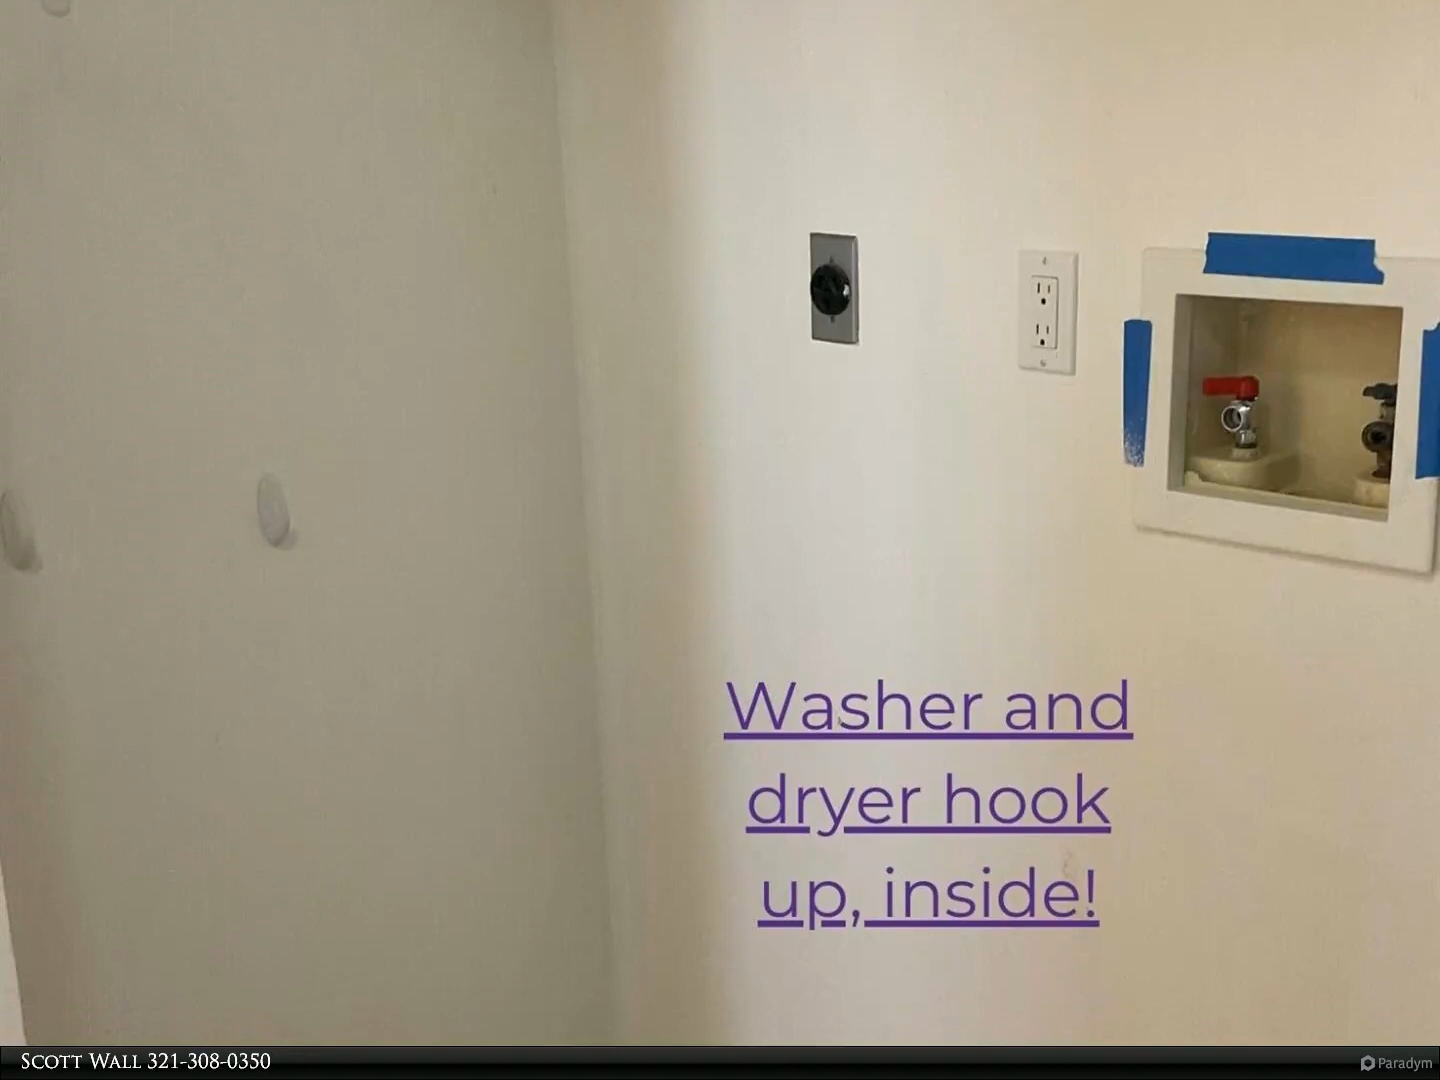 Washer and
dryer hook
up, inside!
Scott Wall 321-308-0350
Paradym